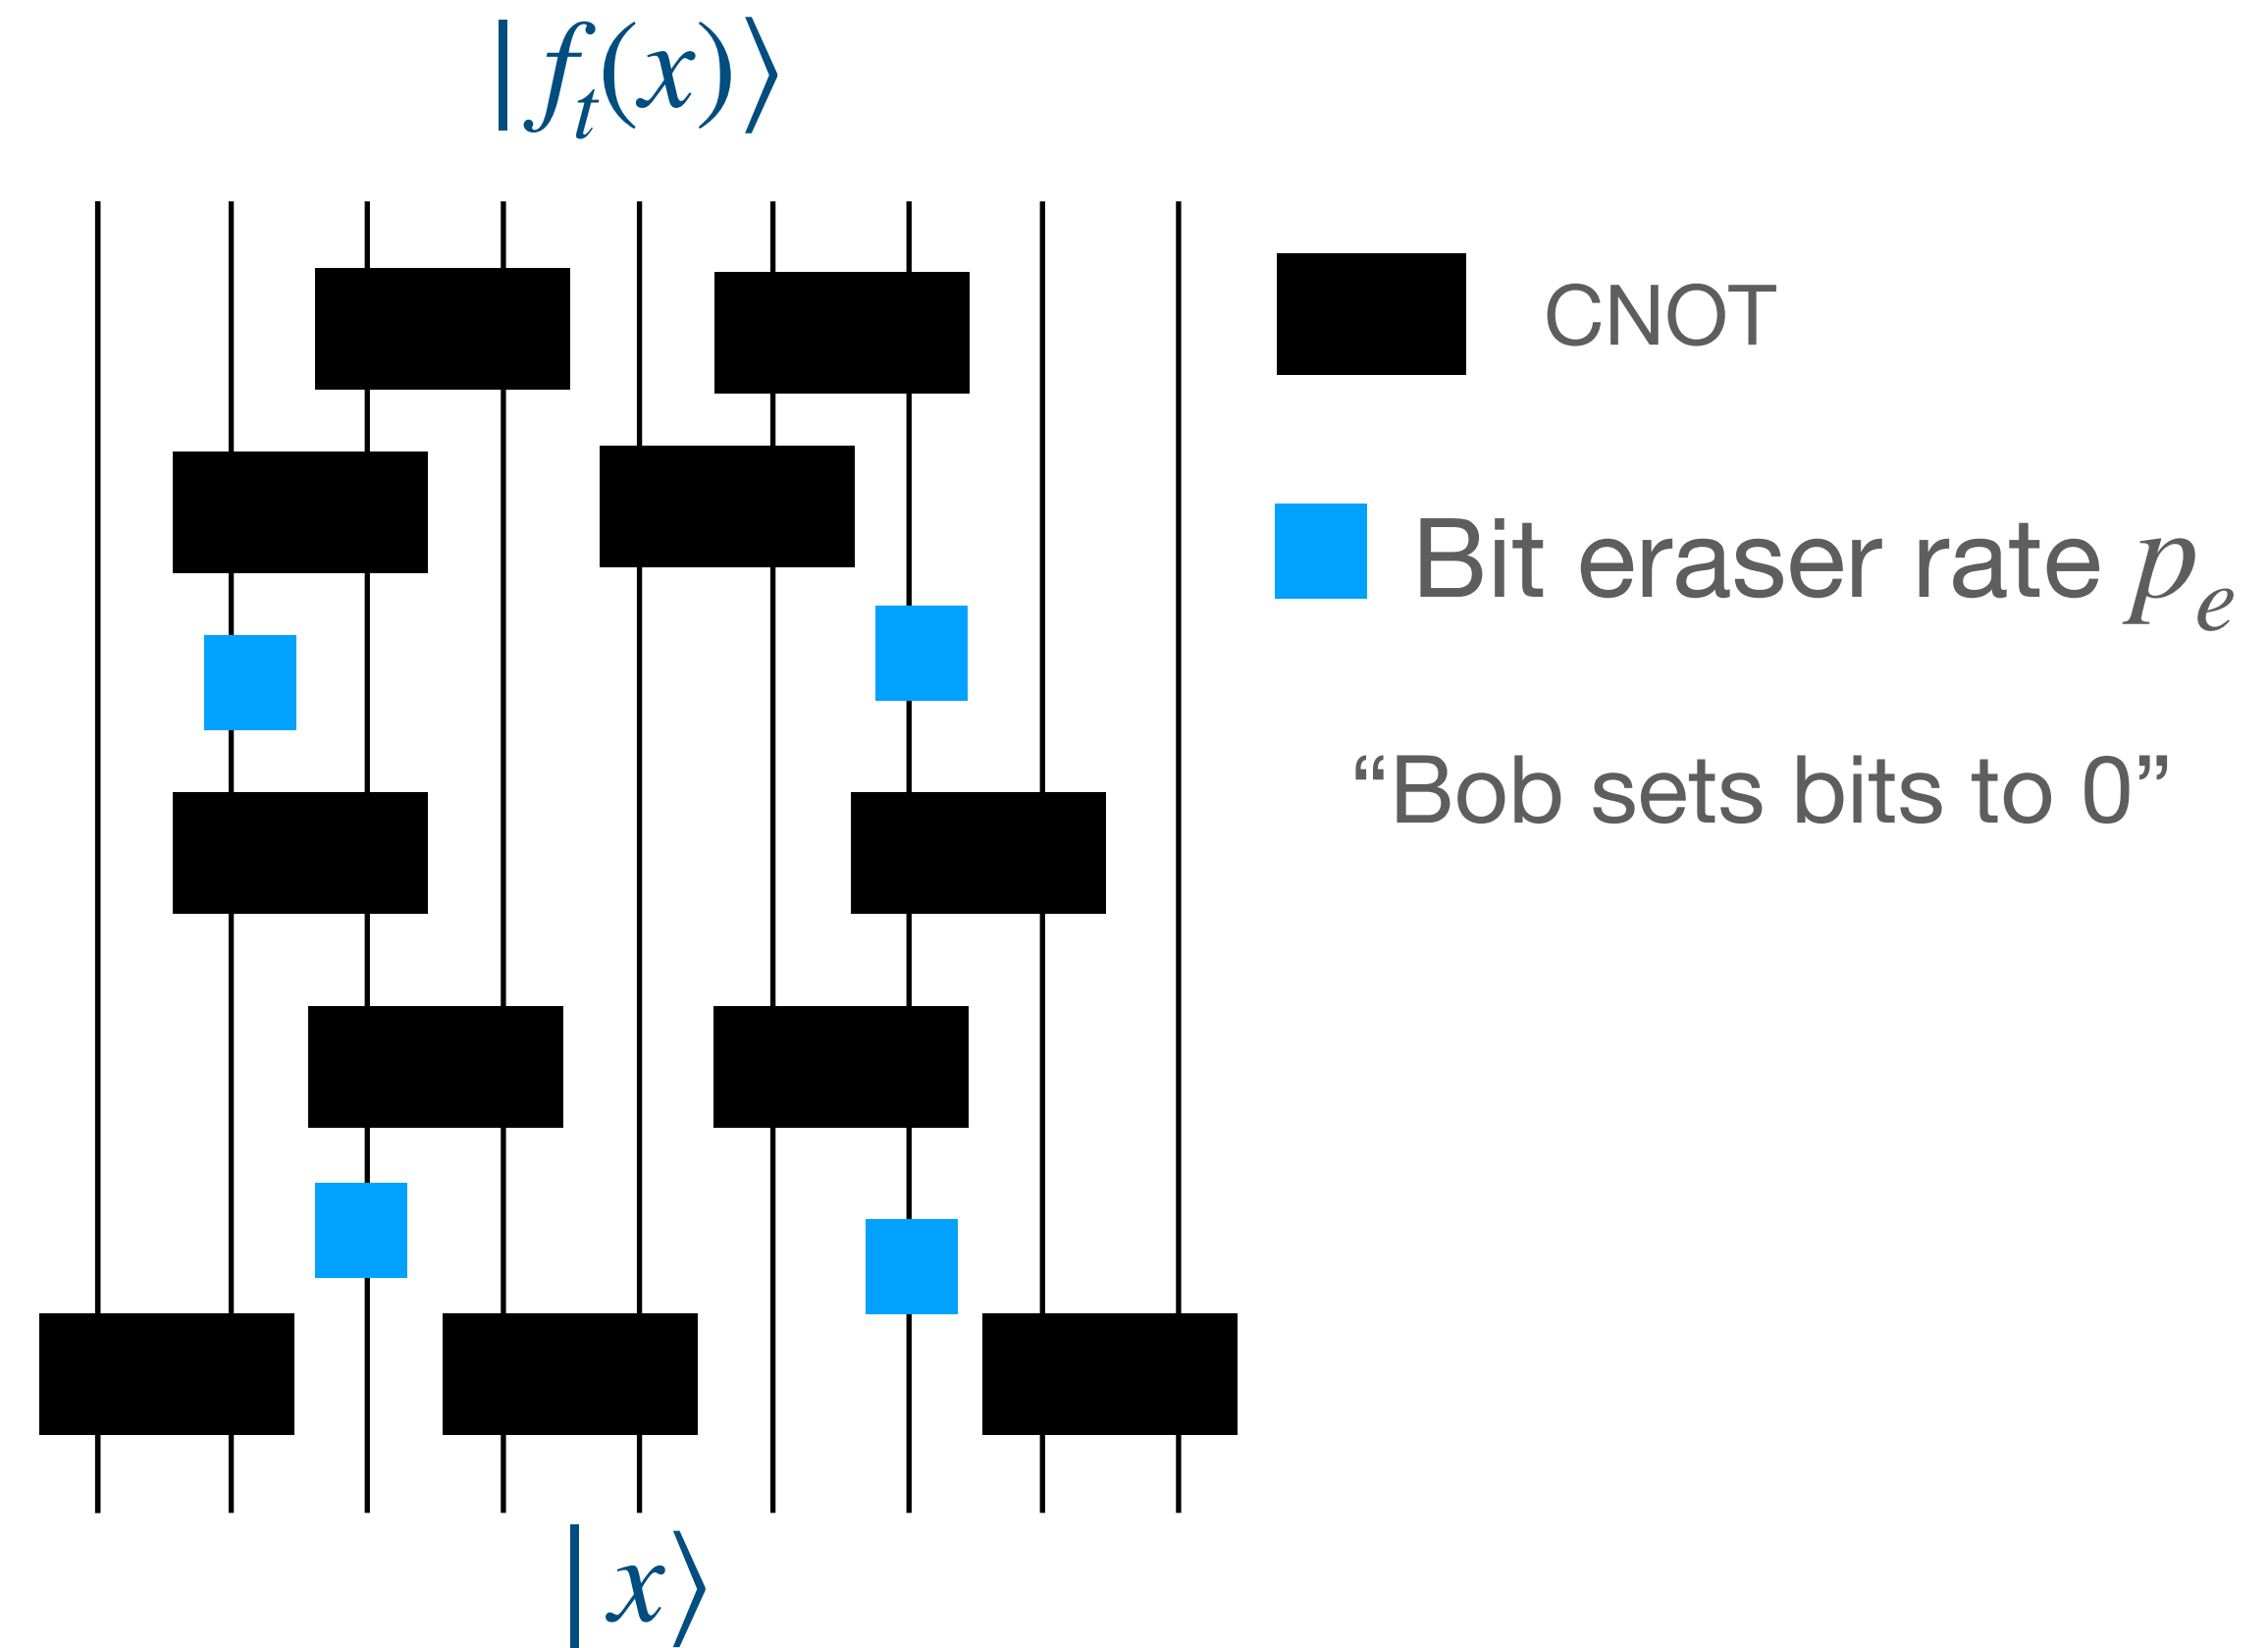 |f_t(x)⟩
CNOT
Bit eraser rate p_e
“Bob sets bits to 0”
|x⟩